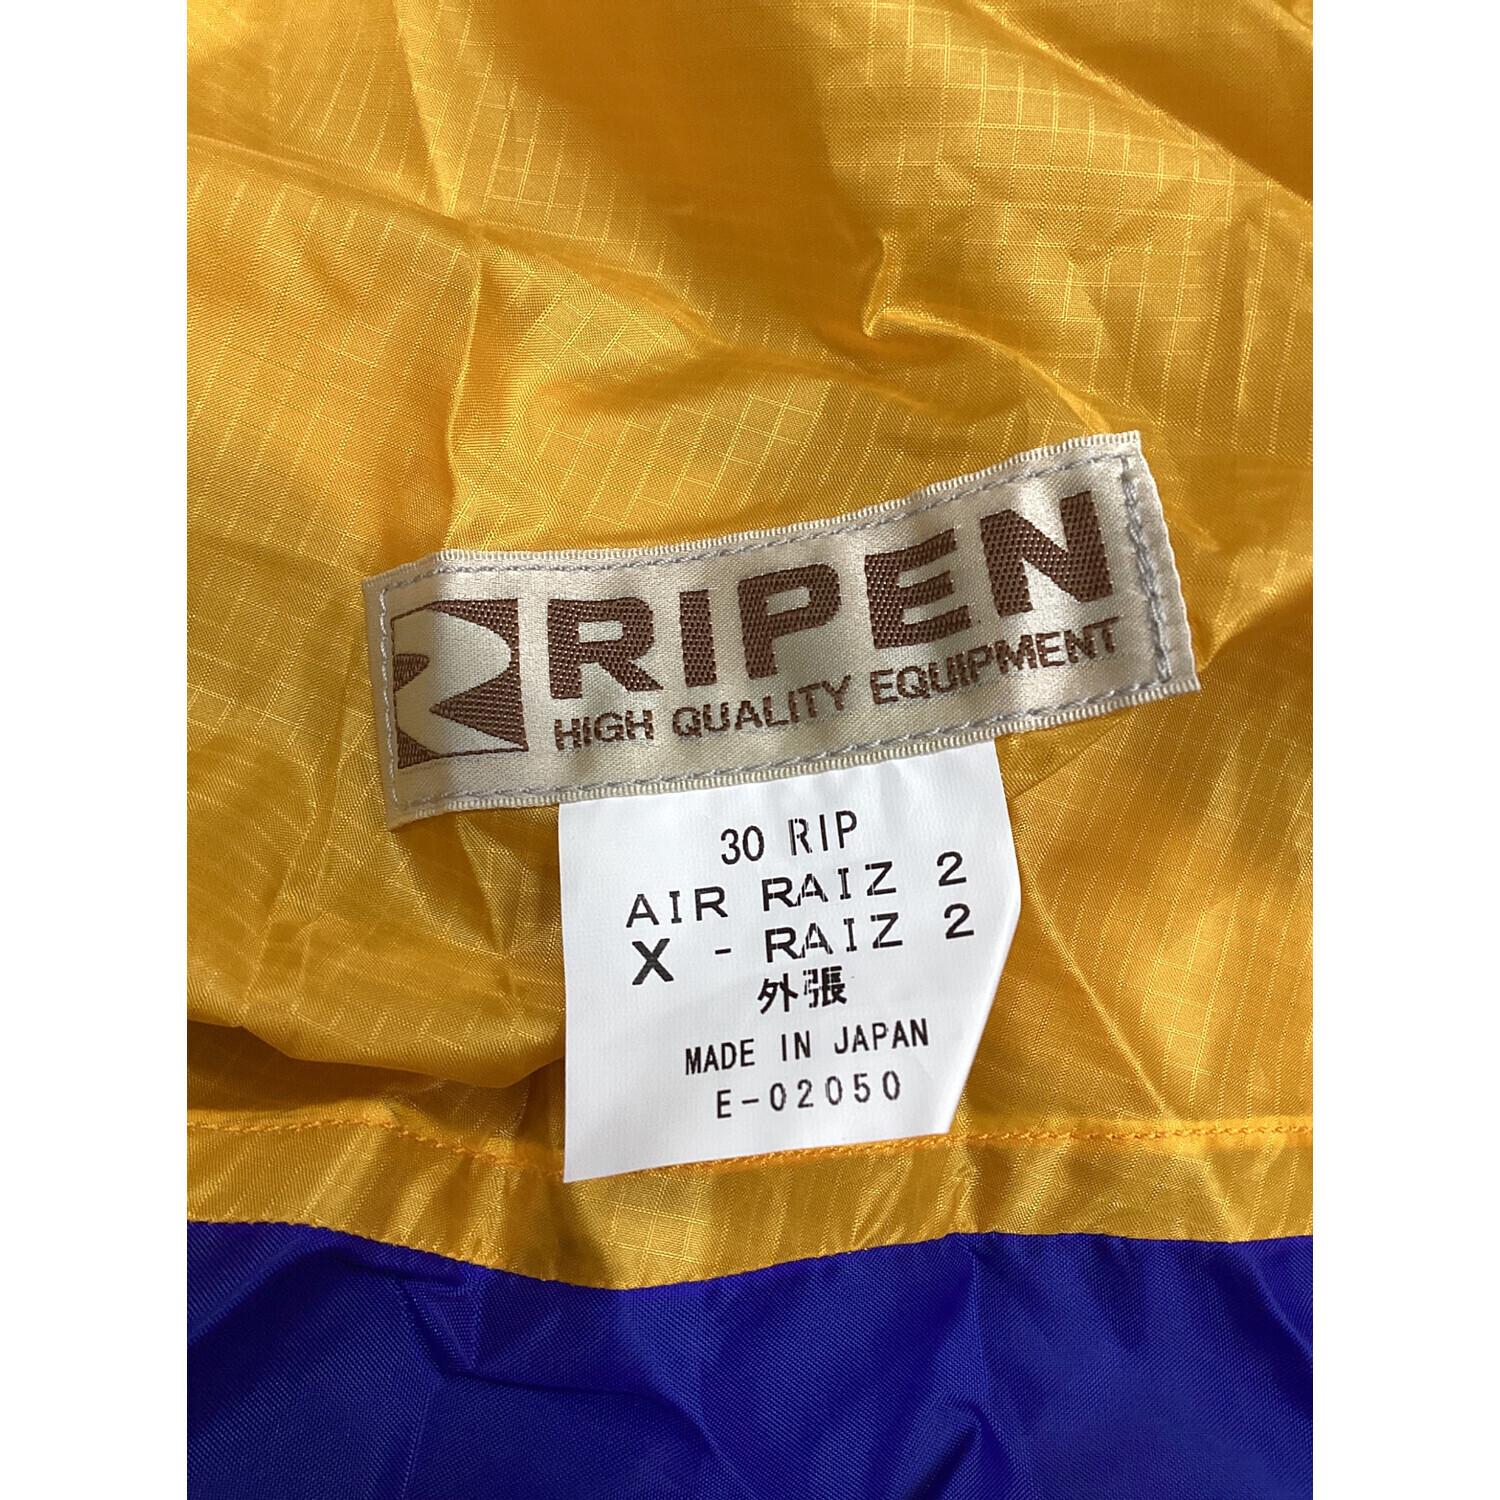 RIPEN
HIGH QUALITY EQUIPMENT
30 RIP
AIR RAIZ 2
X - RAIZ 2
外張
MADE IN JAPAN
E-02050